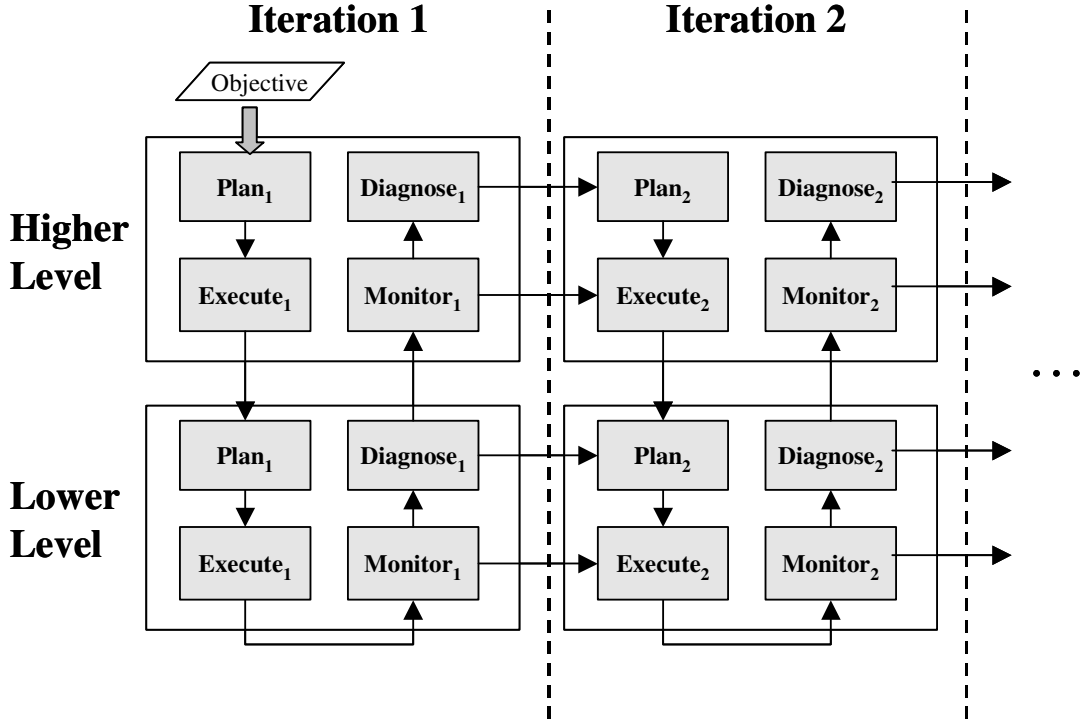 Iteration 1
Iteration 2
Objective
Plan1
Diagnose1
Plan2
Diagnose2
Higher
Level
Execute1
Monitor1
Execute2
Monitor2
...
Plan1
Diagnose1
Plan2
Diagnose2
Lower
Level
Execute1
Monitor1
Execute2
Monitor2